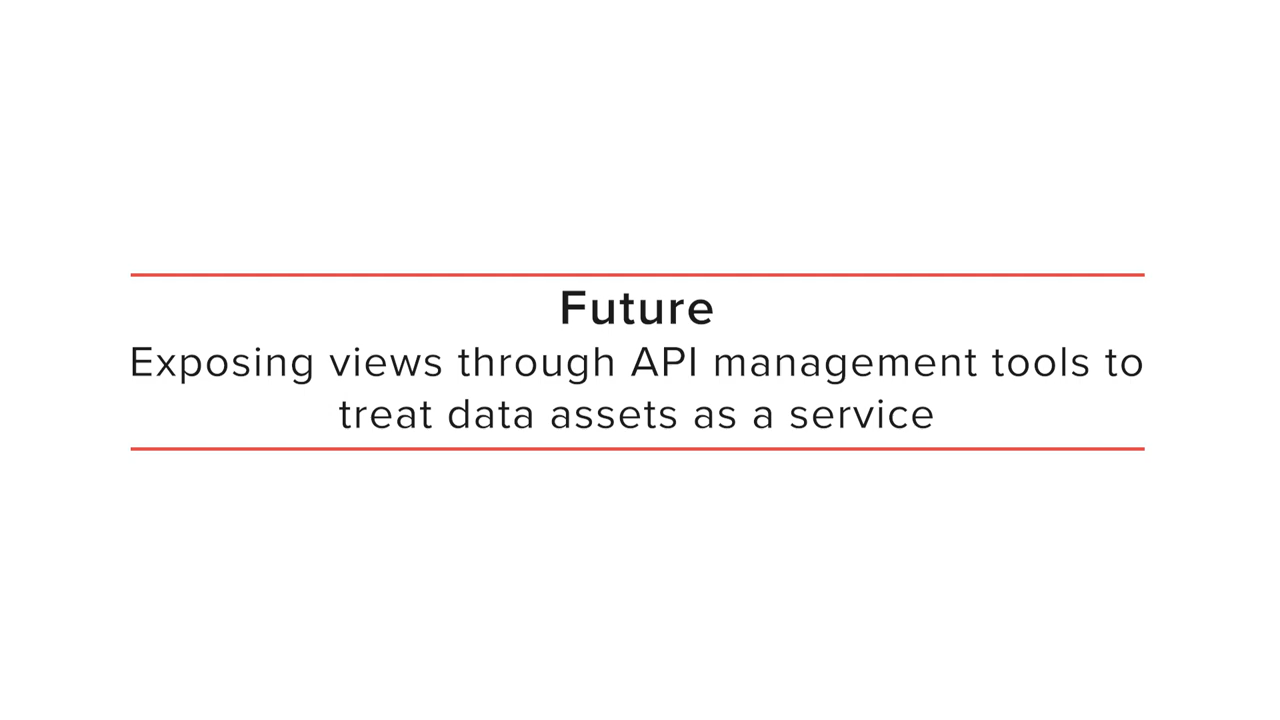 Future
Exposing views through API management tools to
treat data assets as a service